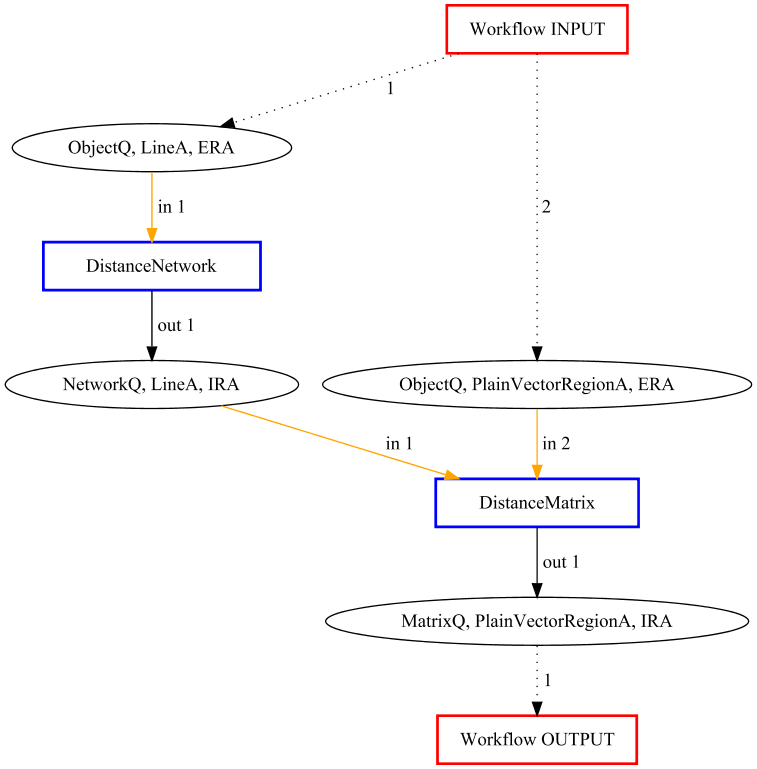 Workflow INPUT
1
ObjectQ, LineA, ERA
in 1
2
DistanceNetwork
out 1
NetworkQ, LineA, IRA
ObjectQ, PlainVectorRegionA, ERA
in 1
in 2
DistanceMatrix
out 1
MatrixQ, PlainVectorRegionA, IRA
1
Workflow OUTPUT